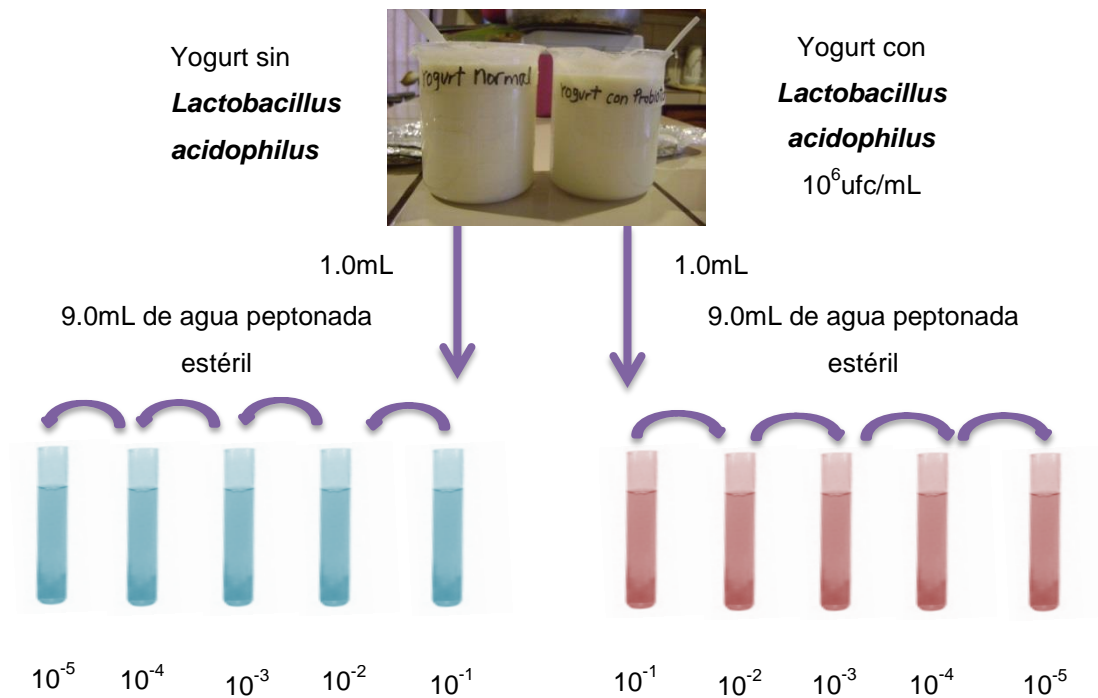 Yogurt sin
Lactobacillus
acidophilus
Yogurt normal
Yogurt con
Yogurt con
Lactobacillus
acidophilus
10⁶ufc/mL
1.0mL
1.0mL
9.0mL de agua peptonada
estéril
9.0mL de agua peptonada
estéril
10⁻⁵ 10⁻⁴ 10⁻³ 10⁻² 10⁻¹
10⁻¹ 10⁻² 10⁻³ 10⁻⁴ 10⁻⁵